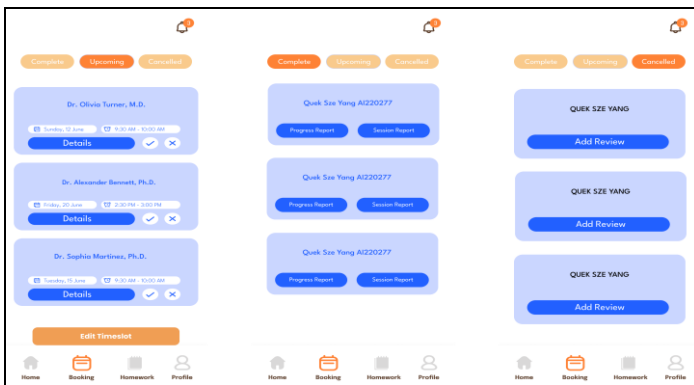 3
Complete Upcoming Cancelled
Dr. Olivia Turner, M.D.
Sunday, 12 June 9:30 AM - 10:00 AM
Details
Dr. Alexander Bennett, Ph.D.
Friday, 20 June 2:30 PM - 3:00 PM
Details
Dr. Sophia Martinez, Ph.D.
Tuesday, 15 June 9:30 AM - 10:00 AM
Details
Edit Timeslot
Home Booking Homework Profile
3
Complete Upcoming Cancelled
Quek Sze Yang AI220277
Progress Report Session Report
Quek Sze Yang AI220277
Progress Report Session Report
Quek Sze Yang AI220277
Progress Report Session Report
Home Booking Homework Profile
3
Complete Upcoming Cancelled
QUEK SZE YANG
Add Review
QUEK SZE YANG
Add Review
QUEK SZE YANG
Add Review
Home Booking Homework Profile